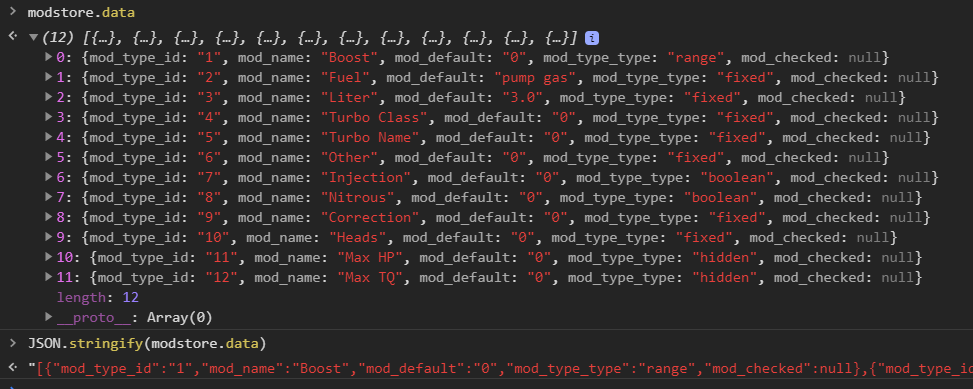 > modstore.data
(12) [{…}, {…}, {…}, {…}, {…}, {…}, {…}, {…}, {…}, {…}, {…}, {…}] i
0: {mod_type_id: "1", mod_name: "Boost", mod_default: "0", mod_type_type: "range", mod_checked: null}
1: {mod_type_id: "2", mod_name: "Fuel", mod_default: "pump gas", mod_type_type: "fixed", mod_checked: null}
2: {mod_type_id: "3", mod_name: "Liter", mod_default: "3.0", mod_type_type: "fixed", mod_checked: null}
3: {mod_type_id: "4", mod_name: "Turbo Class", mod_default: "0", mod_type_type: "fixed", mod_checked: null}
4: {mod_type_id: "5", mod_name: "Turbo Name", mod_default: "0", mod_type_type: "fixed", mod_checked: null}
5: {mod_type_id: "6", mod_name: "Other", mod_default: "0", mod_type_type: "fixed", mod_checked: null}
6: {mod_type_id: "7", mod_name: "Injection", mod_default: "0", mod_type_type: "boolean", mod_checked: null}
7: {mod_type_id: "8", mod_name: "Nitrous", mod_default: "0", mod_type_type: "boolean", mod_checked: null}
8: {mod_type_id: "9", mod_name: "Correction", mod_default: "0", mod_type_type: "fixed", mod_checked: null}
9: {mod_type_id: "10", mod_name: "Heads", mod_default: "0", mod_type_type: "fixed", mod_checked: null}
10: {mod_type_id: "11", mod_name: "Max HP", mod_default: "0", mod_type_type: "hidden", mod_checked: null}
11: {mod_type_id: "12", mod_name: "Max TQ", mod_default: "0", mod_type_type: "hidden", mod_checked: null}
length: 12
__proto__: Array(0)
> JSON.stringify(modstore.data)
"[{"mod_type_id":"1","mod_name":"Boost","mod_default":"0","mod_type_type":"range","mod_checked":null},{"mod_type_id